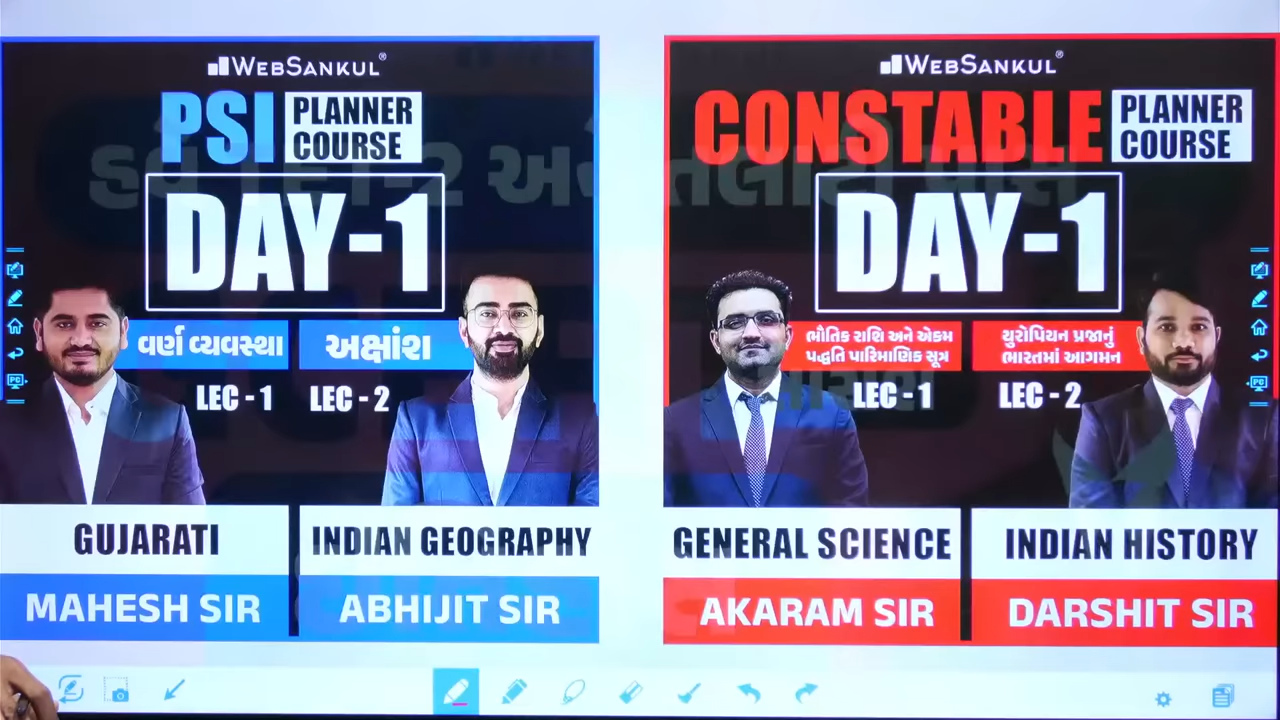 WEBSANKUL®
PSI PLANNER COURSE
DAY-1
વર્ણ વ્યવસ્થા
અક્ષાંશ
LEC - 1
LEC - 2
GUJARATI
INDIAN GEOGRAPHY
MAHESH SIR
ABHIJIT SIR
WEBSANKUL®
CONSTABLE PLANNER COURSE
DAY-1
ભૌતિક રાશિ અને એકમ
પદ્ધતિ પારિમાણિક સૂત્ર
યુરોપિયન પ્રજાનું
ભારતમાં આગમન
LEC - 1
LEC - 2
GENERAL SCIENCE
INDIAN HISTORY
AKARAM SIR
DARSHIT SIR
PC
PC